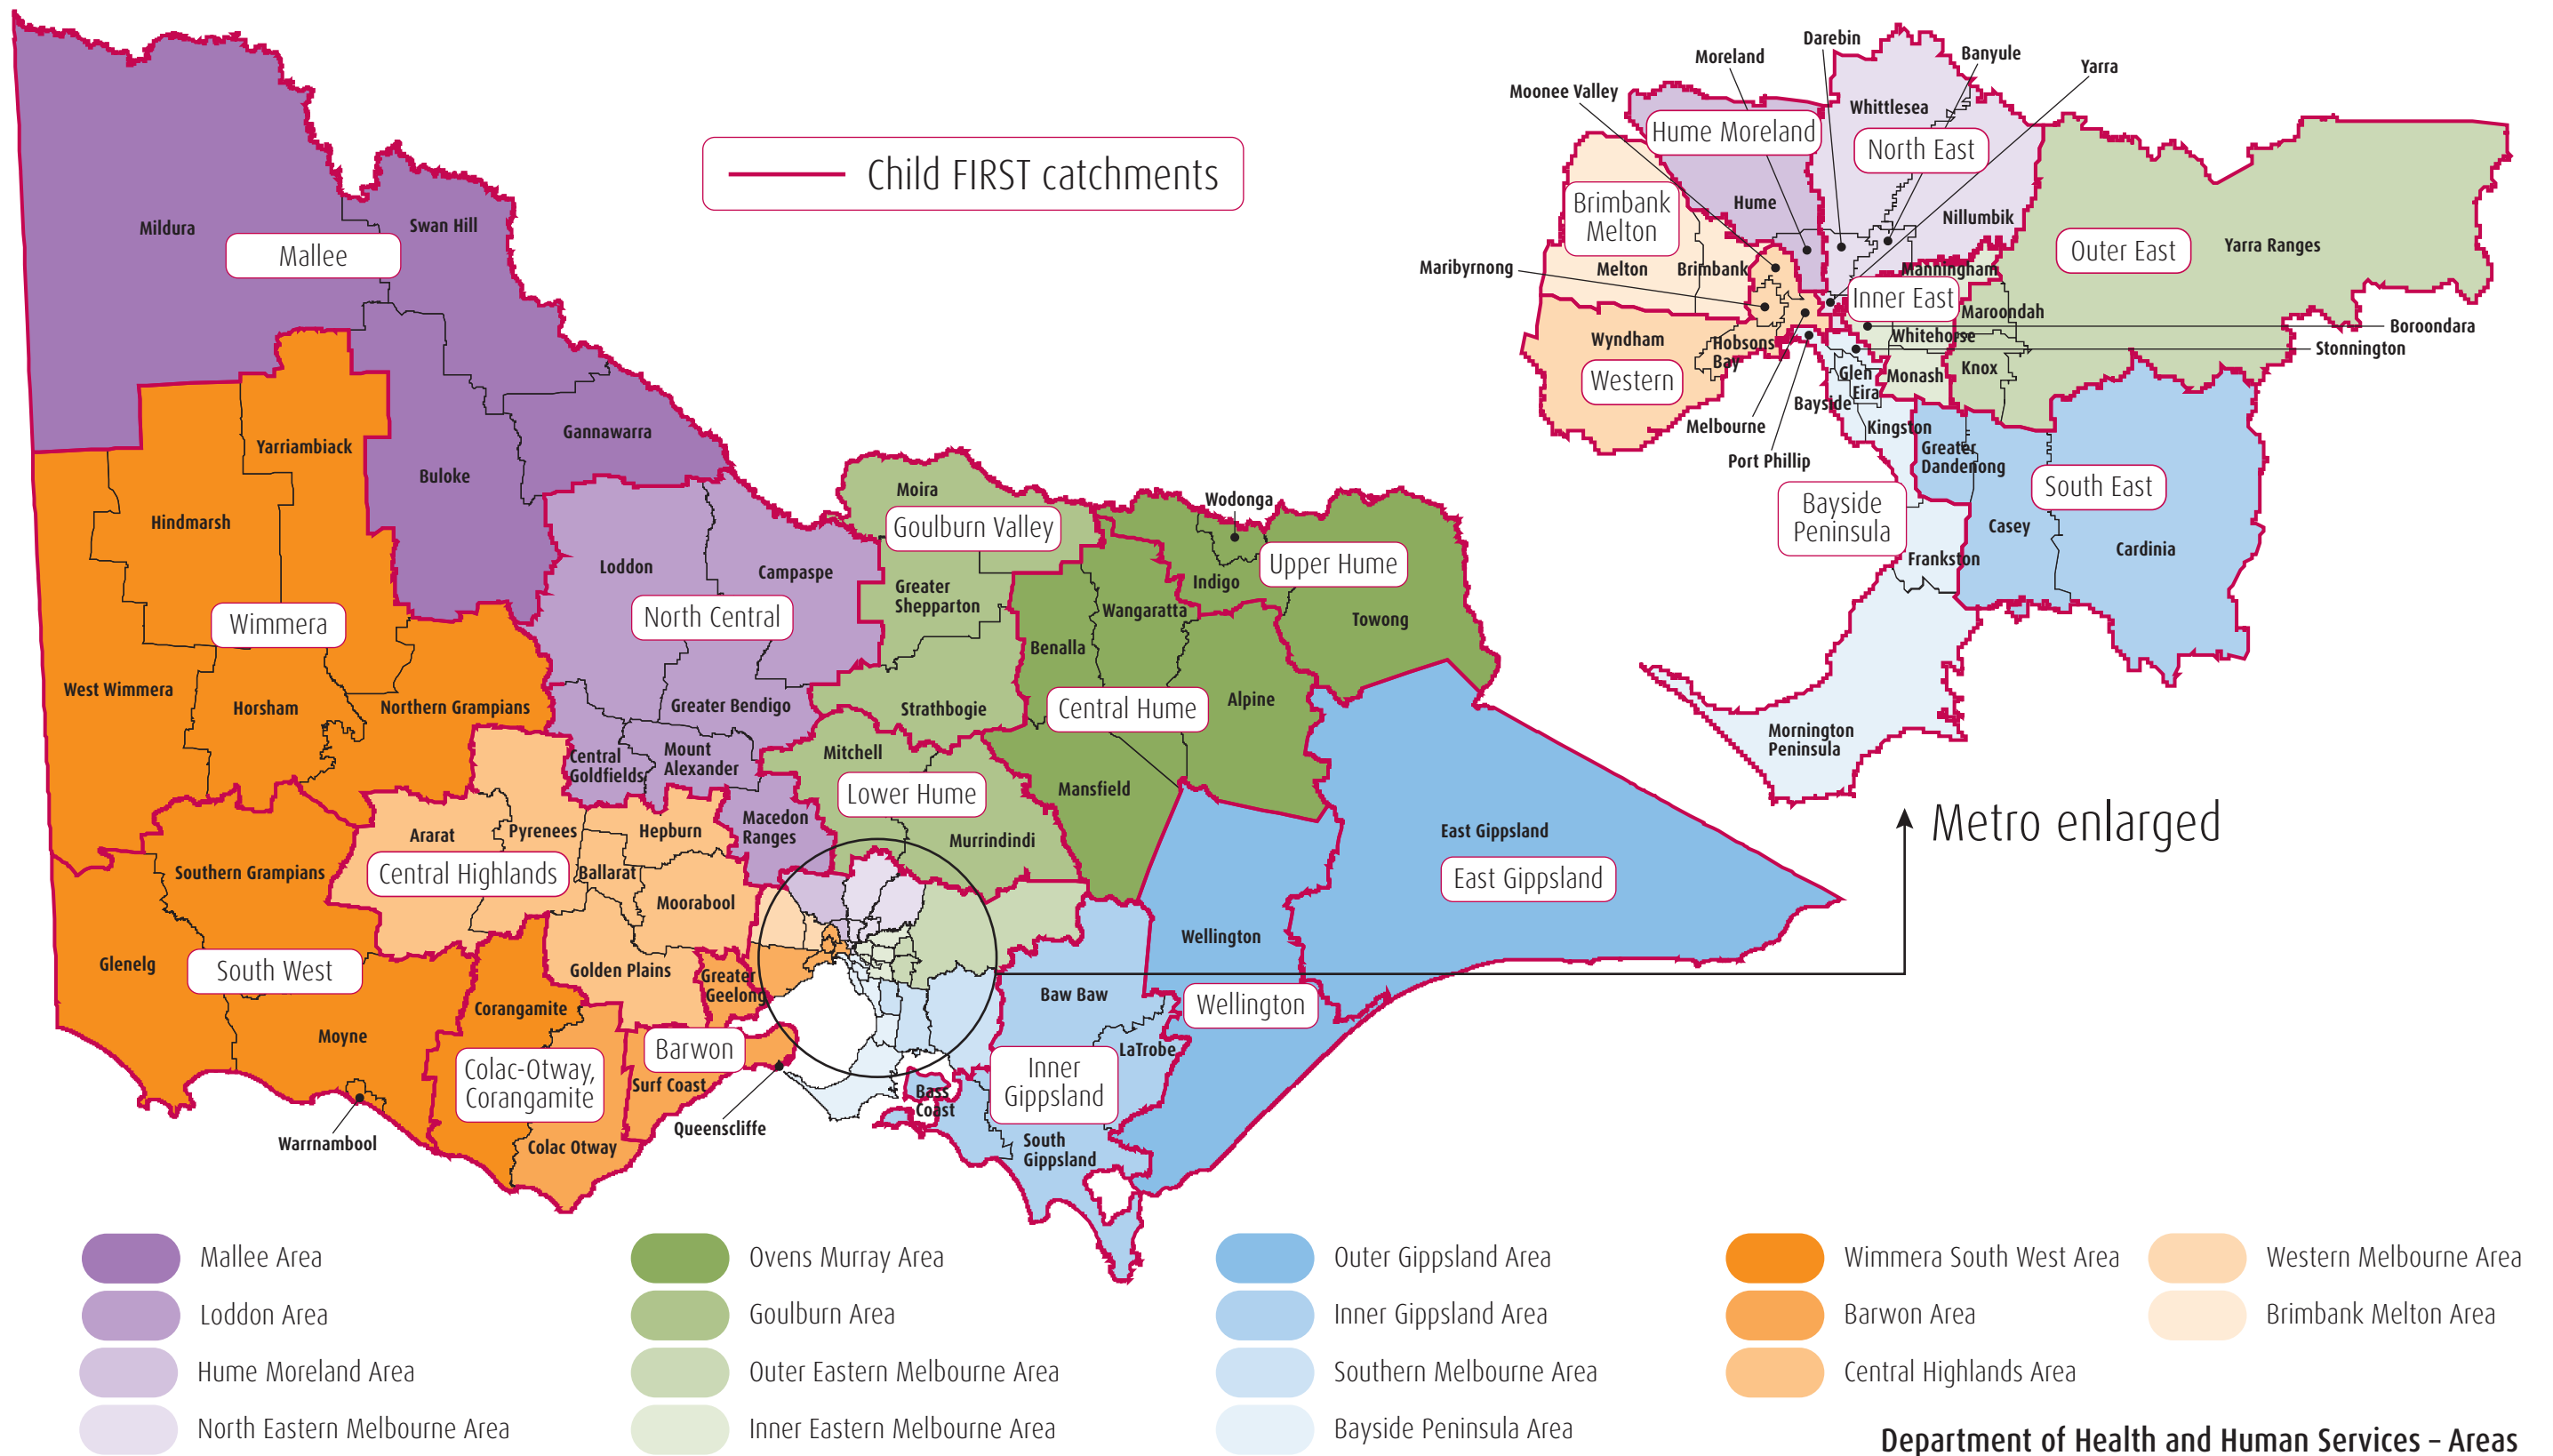 Child FIRST catchments
Mildura
Swan Hill
Mallee
Gannawarra
Buloke
Yarriambiack
Hindmarsh
Wimmera
West Wimmera
Horsham
Northern Grampians
Loddon
Campaspe
North Central
Greater Bendigo
Central
Goldfields
Mount
Alexander
Macedon
Ranges
Moira
Goulburn Valley
Greater
Shepparton
Strathbogie
Mitchell
Lower Hume
Murrindindi
Wodonga
Indigo
Upper Hume
Towong
Wangaratta
Benalla
Central Hume
Alpine
Mansfield
East Gippsland
East Gippsland
Wellington
Wellington
Baw Baw
LaTrobe
Inner
Gippsland
Bass
Coast
South
Gippsland
Ararat
Pyrenees
Hepburn
Central Highlands
Ballarat
Moorabool
Golden Plains
Southern Grampians
Glenelg
South West
Moyne
Warrnambool
Corangamite
Colac-Otway,
Corangamite
Colac Otway
Greater
Geelong
Barwon
Surf Coast
Queenscliffe
Darebin
Moreland
Banyule
Yarra
Moonee Valley
Whittlesea
Hume Moreland
North East
Brimbank
Melton
Hume
Nillumbik
Outer East
Yarra Ranges
Maribyrnong
Melton
Brimbank
Manningham
Inner East
Maroondah
Boroondara
Whitehorse
Stonnington
Wyndham
Hobsons
Bay
Western
Glen
Eira
Monash
Knox
Bayside
Melbourne
Kingston
Port Phillip
Greater
Dandenong
South East
Bayside
Peninsula
Casey
Cardinia
Frankston
Mornington
Peninsula
Metro enlarged
Mallee Area
Loddon Area
Hume Moreland Area
North Eastern Melbourne Area
Ovens Murray Area
Goulburn Area
Outer Eastern Melbourne Area
Inner Eastern Melbourne Area
Outer Gippsland Area
Inner Gippsland Area
Southern Melbourne Area
Bayside Peninsula Area
Wimmera South West Area
Barwon Area
Central Highlands Area
Western Melbourne Area
Brimbank Melton Area
Department of Health and Human Services – Areas